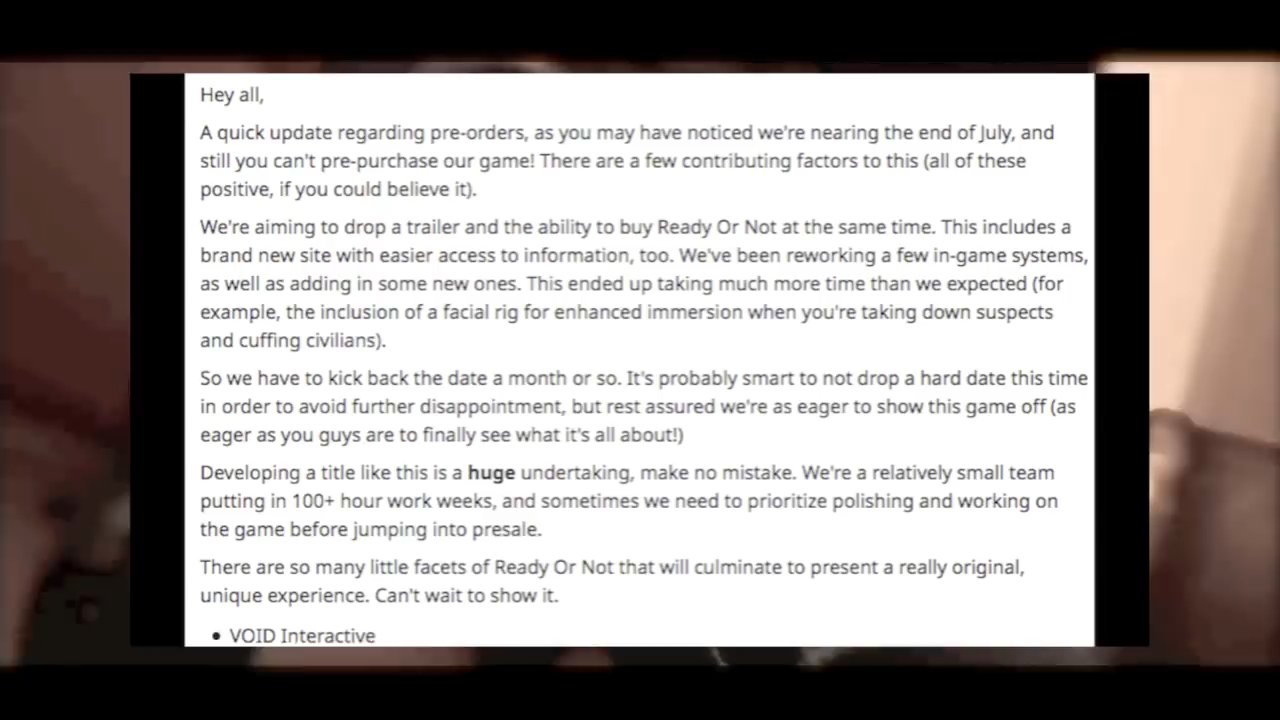 Hey all,
A quick update regarding pre-orders, as you may have noticed we're nearing the end of July, and
still you can't pre-purchase our game! There are a few contributing factors to this (all of these
positive, if you could believe it).
We're aiming to drop a trailer and the ability to buy Ready Or Not at the same time. This includes a
brand new site with easier access to information, too. We've been reworking a few in-game systems,
as well as adding in some new ones. This ended up taking much more time than we expected (for
example, the inclusion of a facial rig for enhanced immersion when you're taking down suspects
and cuffing civilians).
So we have to kick back the date a month or so. It's probably smart to not drop a hard date this time
in order to avoid further disappointment, but rest assured we're as eager to show this game off (as
eager as you guys are to finally see what it's all about!)
Developing a title like this is a huge undertaking, make no mistake. We're a relatively small team
putting in 100+ hour work weeks, and sometimes we need to prioritize polishing and working on
the game before jumping into presale.
There are so many little facets of Ready Or Not that will culminate to present a really original,
unique experience. Can't wait to show it.
• VOID Interactive